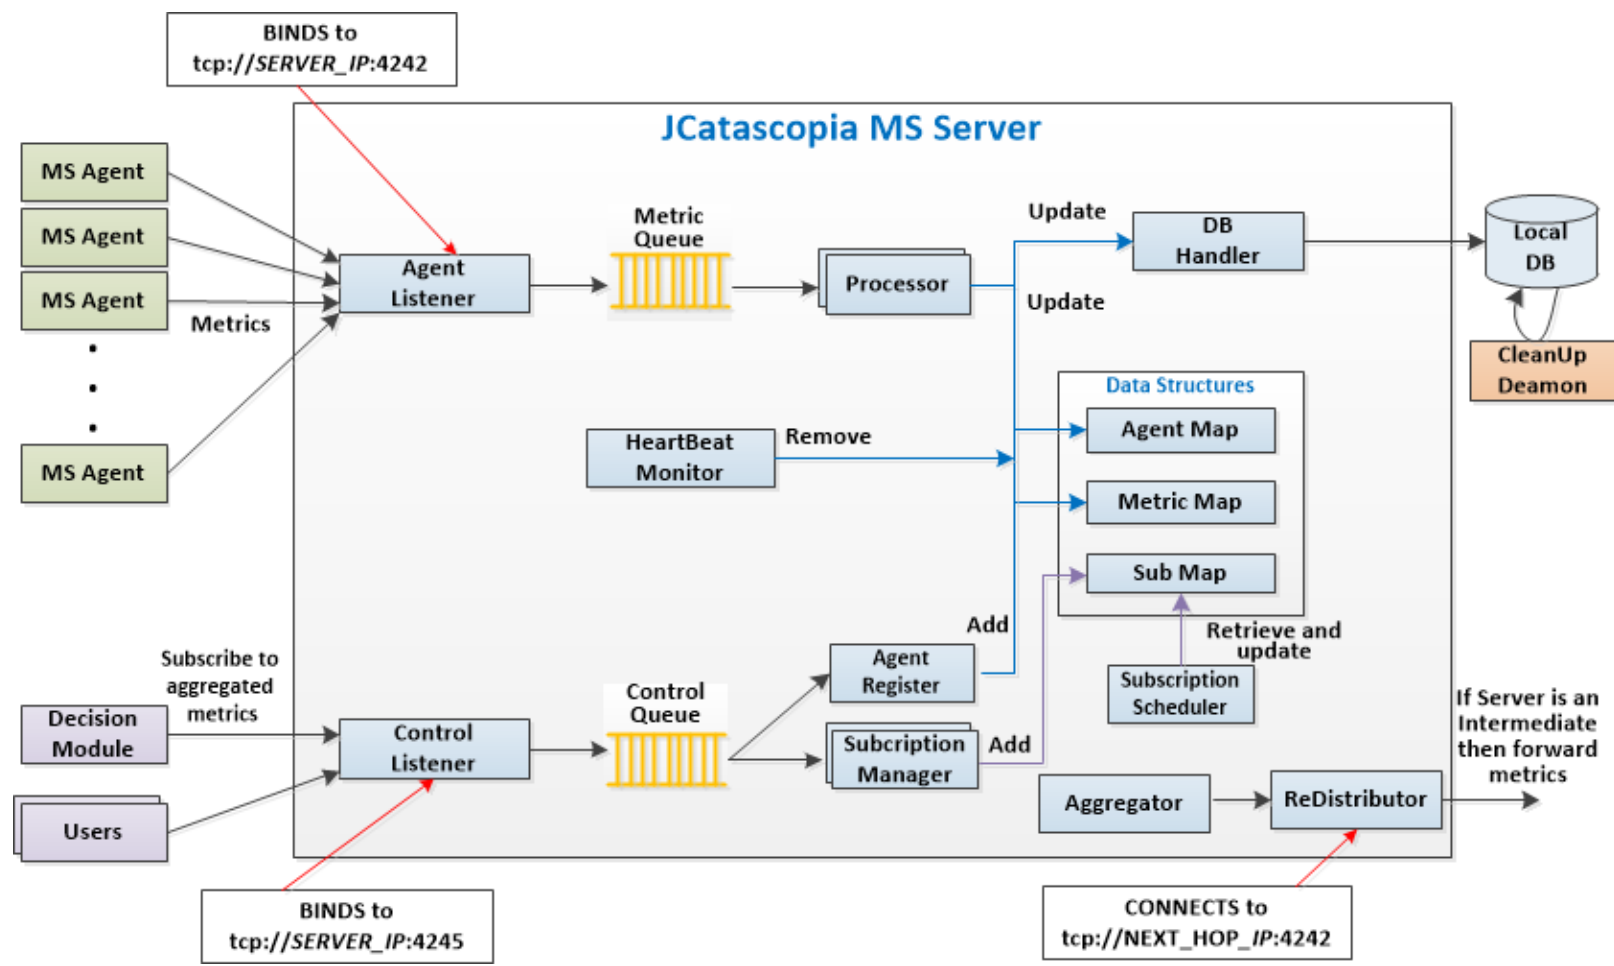 BINDS to
tcp://SERVER_IP:4242
JCatascopia MS Server
MS Agent
MS Agent
MS Agent
Metrics
MS Agent
Agent
Listener
Metric
Queue
Processor
Update
Update
DB
Handler
Local
DB
CleanUp
Deamon
Data Structures
Agent Map
Metric Map
Sub Map
HeartBeat
Monitor
Remove
Retrieve and
update
Subscription
Scheduler
Add
Agent
Register
Subscribe to
aggregated
metrics
Decision
Module
Users
Control
Listener
Control
Queue
Subcription
Manager
Add
Aggregator
ReDistributor
If Server is an
Intermediate
then forward
metrics
BINDS to
tcp://SERVER_IP:4245
CONNECTS to
tcp://NEXT_HOP_IP:4242